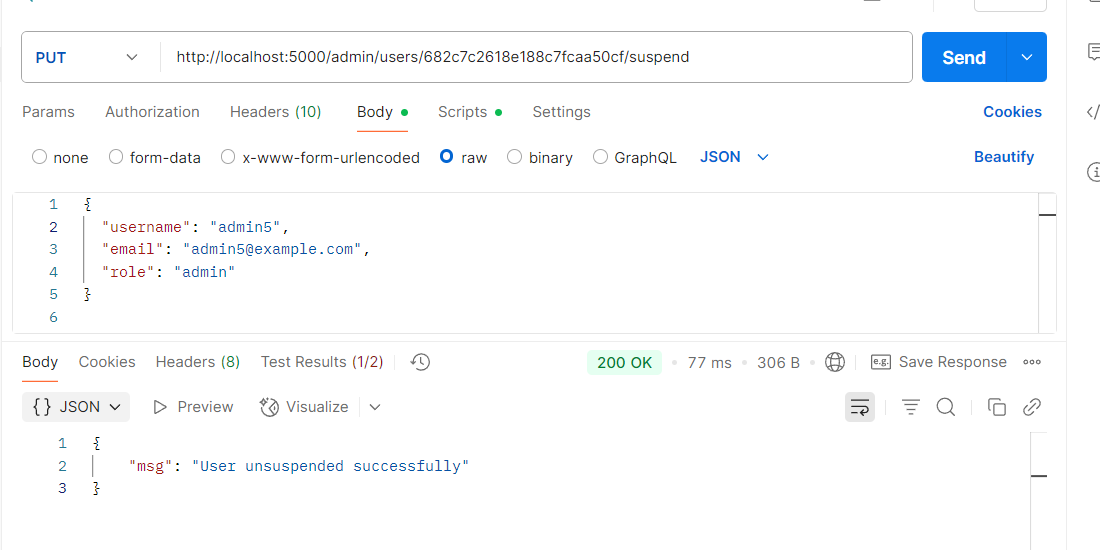 PUT http://localhost:5000/admin/users/682c7c2618e188c7fcaa50cf/suspend Send
Params Authorization Headers (10) Body Scripts Settings Cookies
none form-data x-www-form-urlencoded raw binary GraphQL JSON Beautify
1 {
2 "username": "admin5",
3 "email": "admin5@example.com",
4 "role": "admin"
5 }
6
Body Cookies Headers (8) Test Results (1/2) 200 OK 77 ms 306 B e.g. Save Response
{} JSON Preview Visualize
1 {
2 "msg": "User unsuspended successfully"
3 }